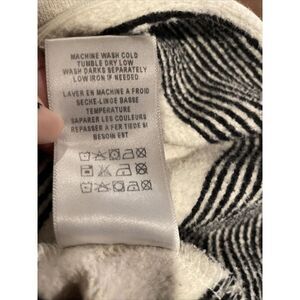 MACHINE WASH COLD
TUMBLE DRY LOW
WASH DARKS SEPARATELY
LOW IRON IF NEEDED
LAVER EN MACHINE A FROID
SECHE-LINGE BASSE
TEMPERATURE
SAPARER LES COULEURS
REPASSER A FER TIEDE SI
BESOIN EST